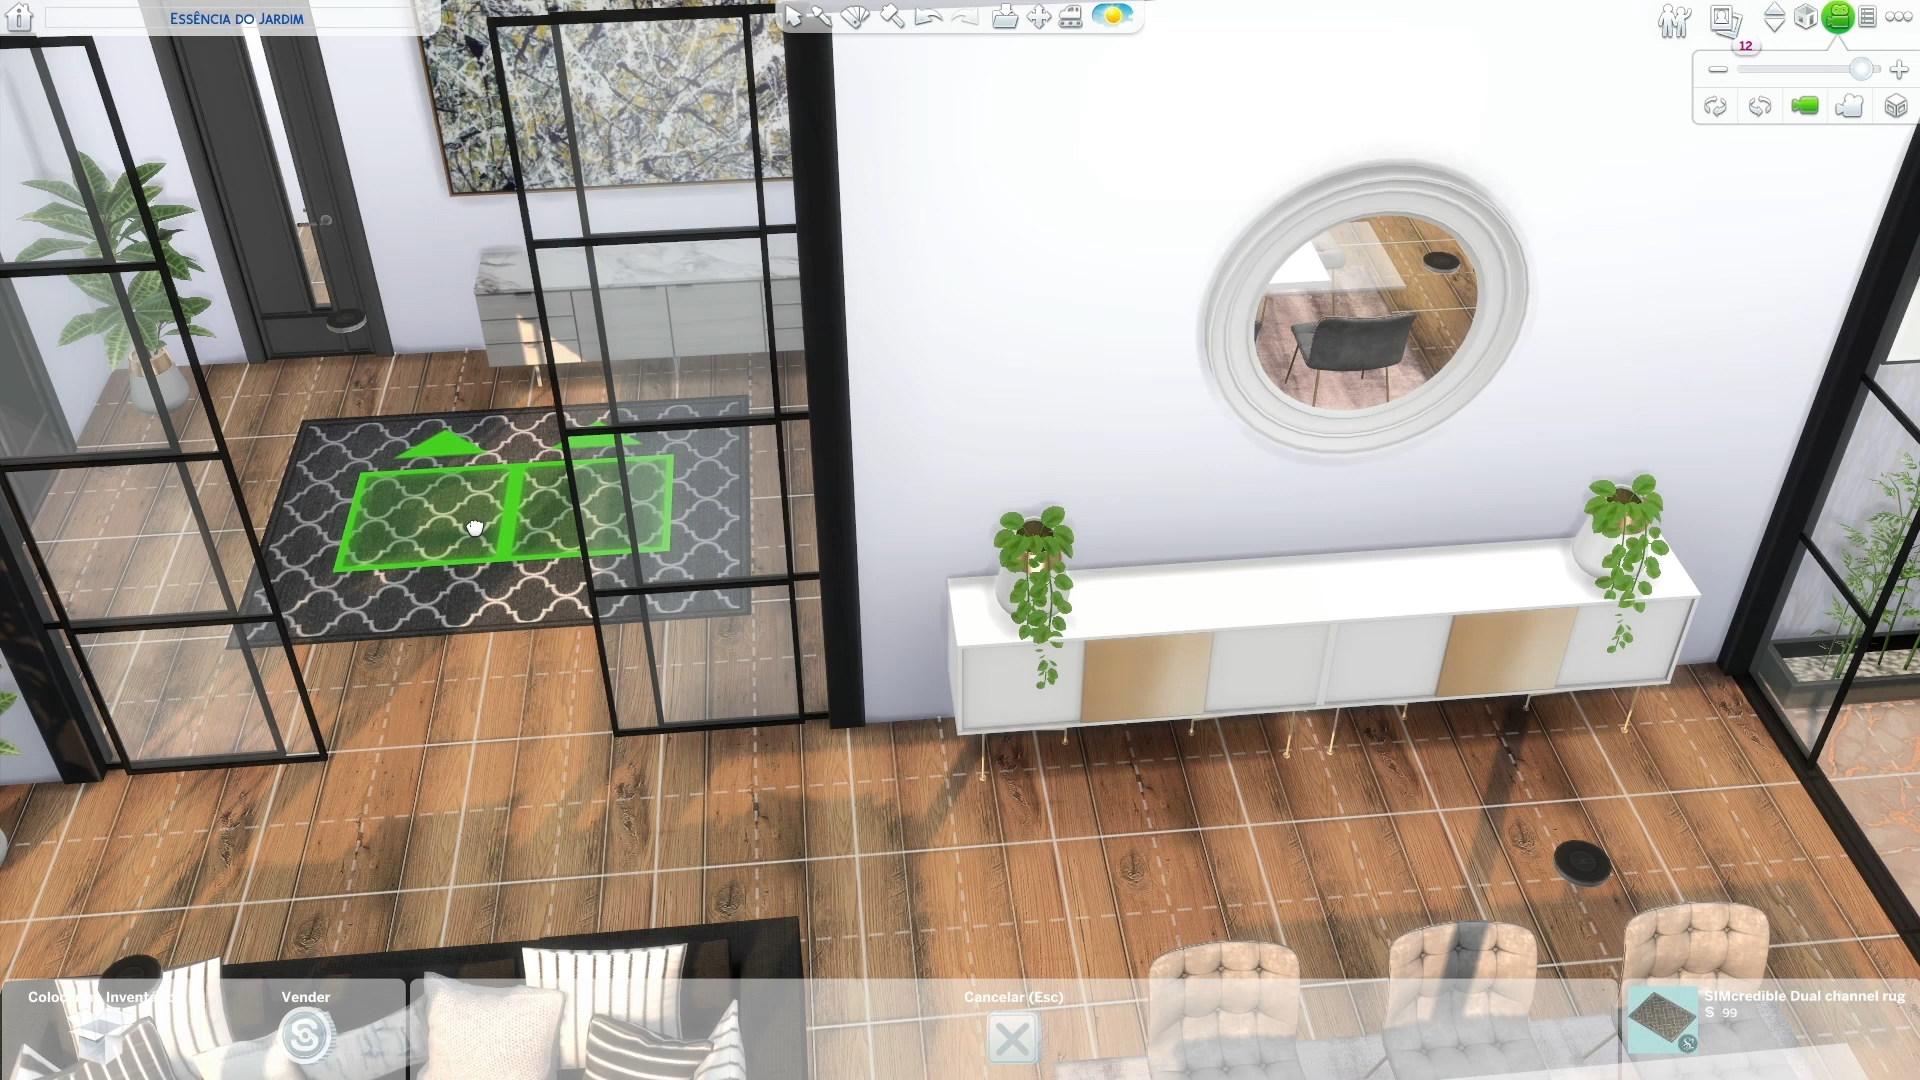 Essência do Jardim
12
Vender
Cancelar (Esc)
SIMcredible Dual channel rug
S 99